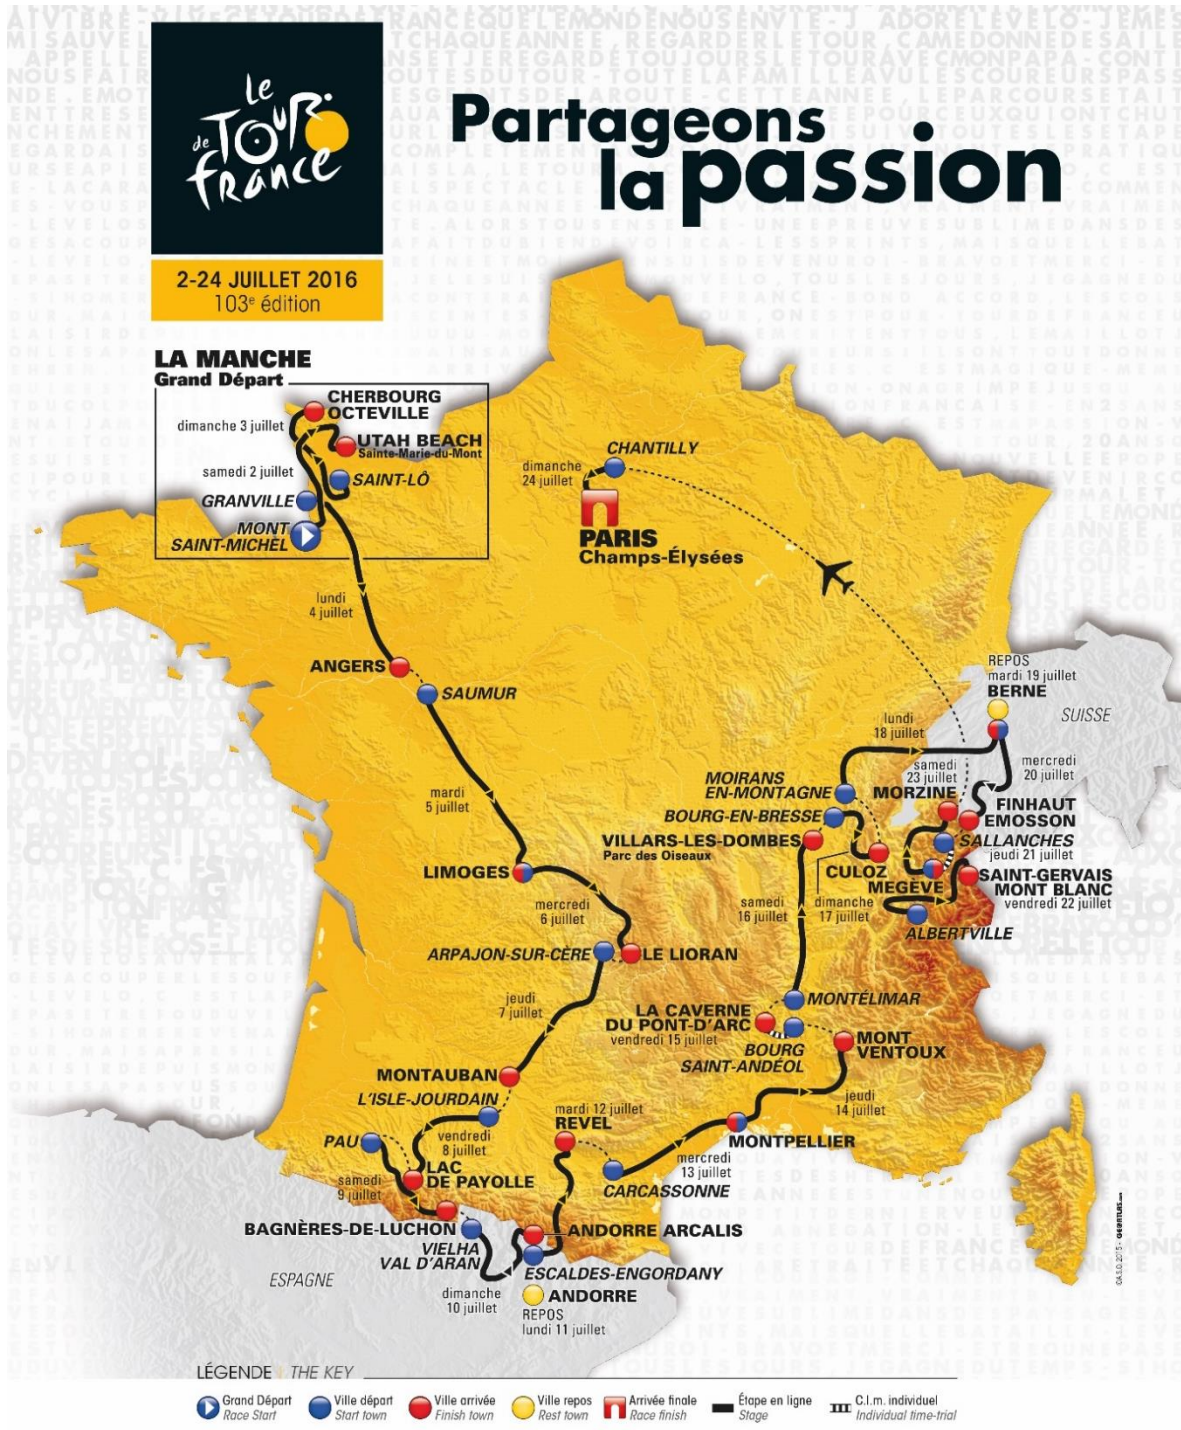 Le
TOUR
de
France
Partageons
la passion
2-24 JUILLET 2016
103e édition
LA MANCHE
Grand Départ
CHERBOURG
OCTEVILLE
dimanche 3 juillet
UTAH BEACH
Sainte-Marie-du-Mont
samedi 2 juillet
SAINT-LÔ
GRANVILLE
MONT
SAINT-MICHEL
CHANTILLY
dimanche
24 juillet
PARIS
Champs-Élysées
lundi
4 juillet
ANGERS
SAUMUR
REPOS
mardi 19 juillet
BERNE
SUISSE
lundi
18 juillet
mercredi
20 juillet
samedi
23 juillet
MORZINE
MOIRANS
EN-MONTAGNE
FINHAUT
EMOSSON
mardi
5 juillet
BOURG-EN-BRESSE
VILLARS-LES-DOMBES
Parc des Oiseaux
SALLANCHES
jeudi 21 juillet
LIMOGES
CULOZ
MEGÈVE
SAINT-GERVAIS
MONT BLANC
vendredi 22 juillet
mercredi
6 juillet
samedi
16 juillet
dimanche
17 juillet
ALBERTVILLE
ARPAJON-SUR-CÈRE
LE LIORAN
jeudi
7 juillet
MONTÉLIMAR
LA CAVERNE
DU PONT-D'ARC
vendredi 15 juillet
BOURG
SAINT-ANDÉOL
MONT
VENTOUX
MONTAUBAN
L'ISLE-JOURDAIN
jeudi
14 juillet
mardi 12 juillet
REVEL
PAU
vendredi
8 juillet
MONTPELLIER
mercredi
13 juillet
LAC
DE PAYOLLE
samedi
9 juillet
CARCASSONNE
BAGNÈRES-DE-LUCHON
ANDORRE ARCALIS
VIELHA
VAL D'ARAN
ESCALDES-ENGORDANY
ESPAGNE
dimanche
10 juillet
ANDORRE
REPOS
lundi 11 juillet
LÉGENDE THE KEY
Grand Départ
Race Start
Ville départ
Start town
Ville arrivée
Finish town
Ville repos
Rest town
Arrivée finale
Race finish
Étape en ligne
Stage
C.l.m. individuel
Individual time-trial